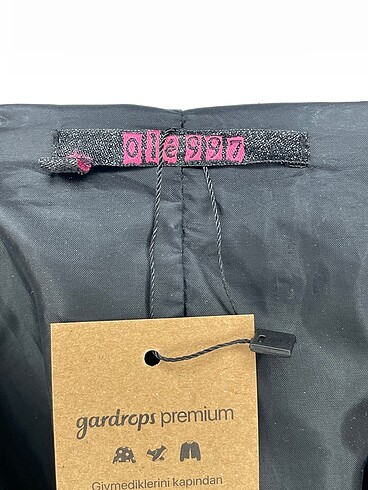 ole997
gardrops premium
Giymediklerini kapından